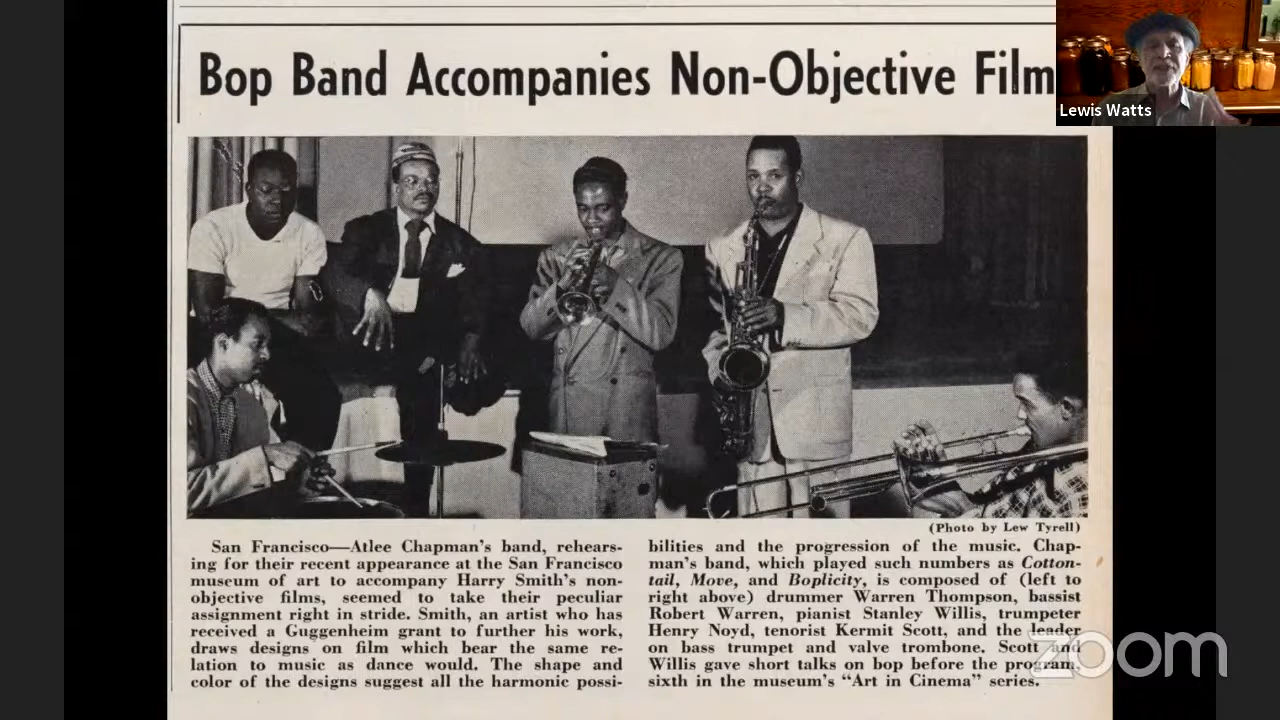 Bop Band Accompanies Non-Objective Film
Lewis Watts
(Photo by Lew Tyrell)
San Francisco—Atlee Chapman's band, rehears-
ing for their recent appearance at the San Francisco
museum of art to accompany Harry Smith's non-
objective films, seemed to take their peculiar
assignment right in stride. Smith, an artist who has
received a Guggenheim grant to further his work,
draws designs on film which bear the same re-
lation to music as dance would. The shape and
color of the designs suggest all the harmonic possi-
bilities and the progression of the music. Chap-
man's band, which played such numbers as Cotton-
tail, Move, and Boplicity, is composed of (left to
right above) drummer Warren Thompson, bassist
Robert Warren, pianist Stanley Willis, trumpeter
Henry Noyd, tenorist Kermit Scott, and the leader
on bass trumpet and valve trombone. Scott and
Willis gave short talks on bop before the program,
sixth in the museum's "Art in Cinema" series.
zoom